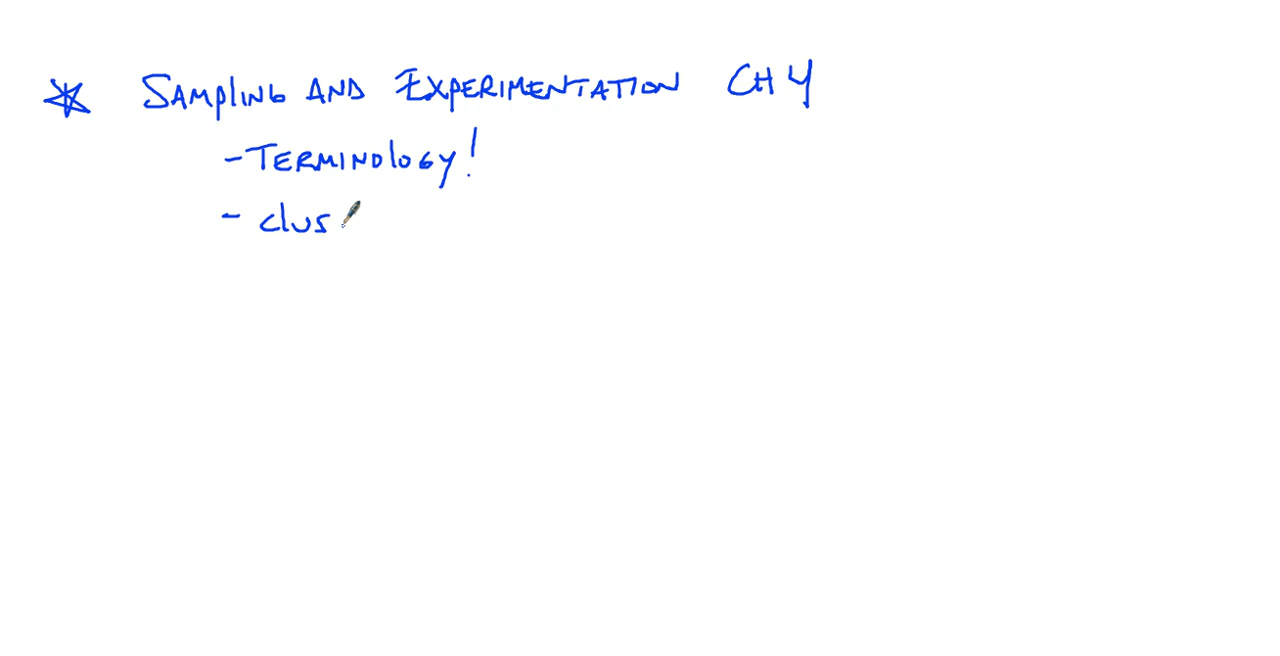 * SAMPLING AND EXPERIMENTATION CH 4
- TERMINOLOGY!
- clus